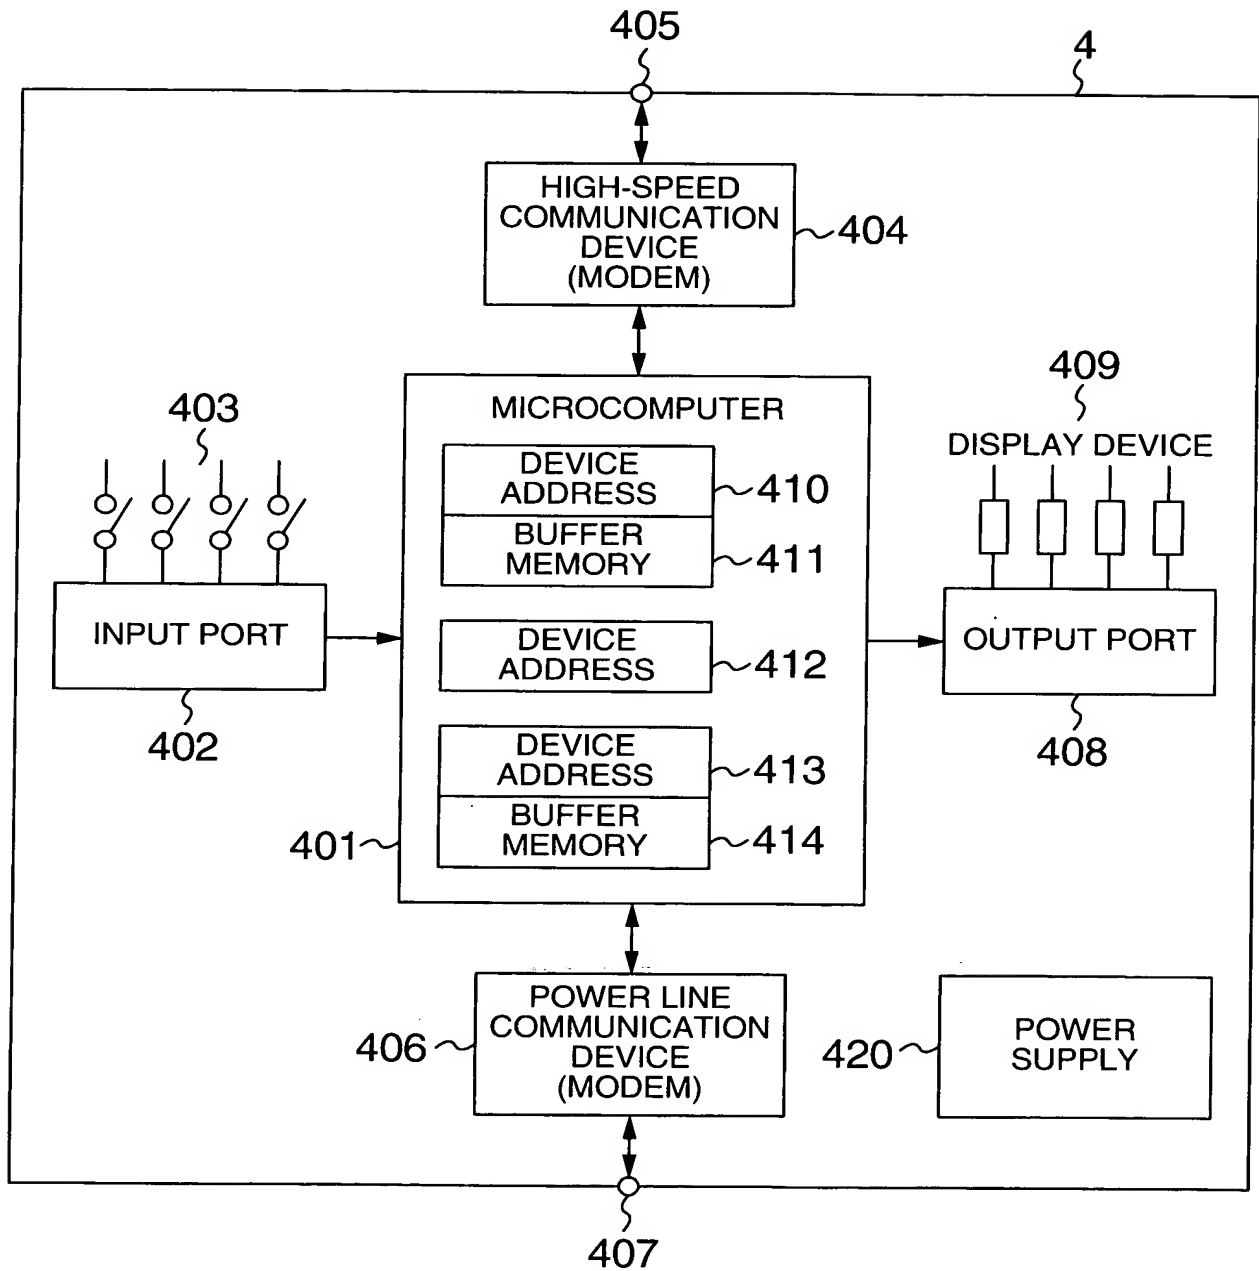 405
4
HIGH-SPEED
COMMUNICATION
DEVICE
(MODEM)
404
403
409
DISPLAY DEVICE
MICROCOMPUTER
DEVICE
ADDRESS
410
BUFFER
MEMORY
411
INPUT PORT
402
DEVICE
ADDRESS
412
OUTPUT PORT
408
DEVICE
ADDRESS
413
BUFFER
MEMORY
414
401
POWER LINE
COMMUNICATION
DEVICE
(MODEM)
406
420
POWER
SUPPLY
407